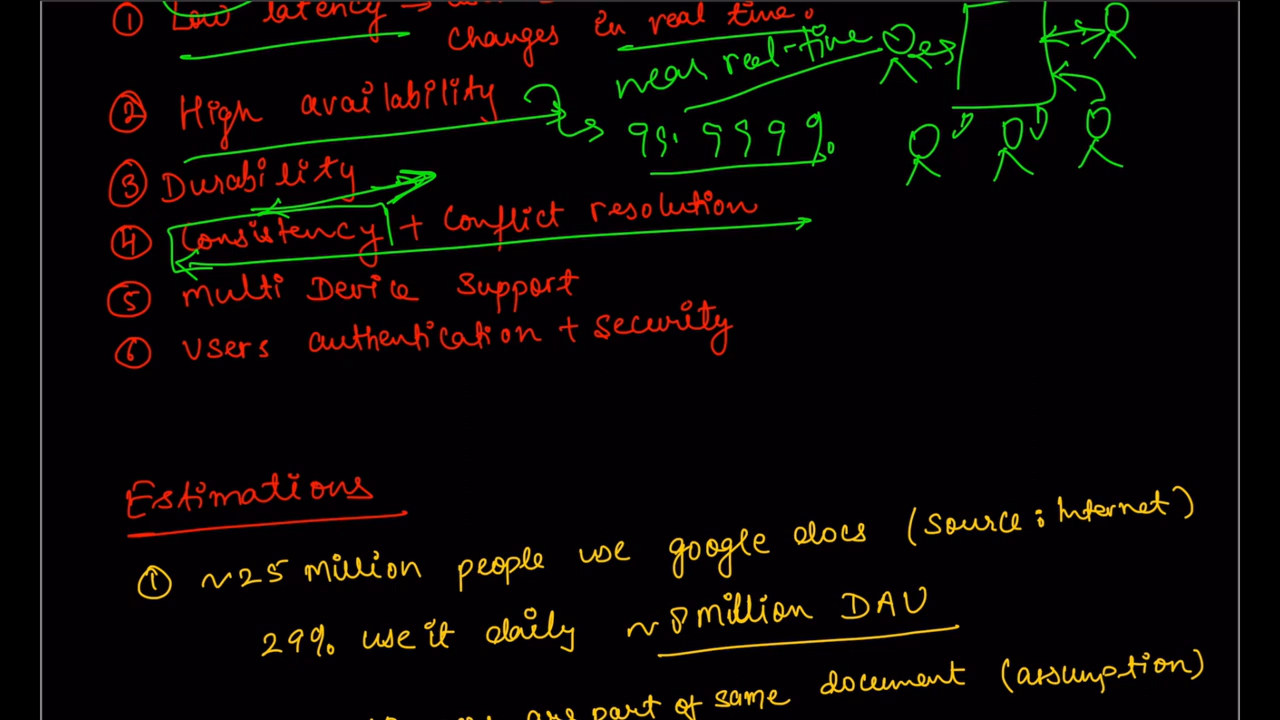 ① Low latency →
changes in real time.
near real-time
② High availability
99.999%
③ Durability
④ Consistency + Conflict resolution
⑤ Multi Device Support
⑥ Users authentication + security
Estimations
① ~25 million people use google docs (source: Internet)
29% use it daily ~8 Million DAU
are part of same document (assumption)